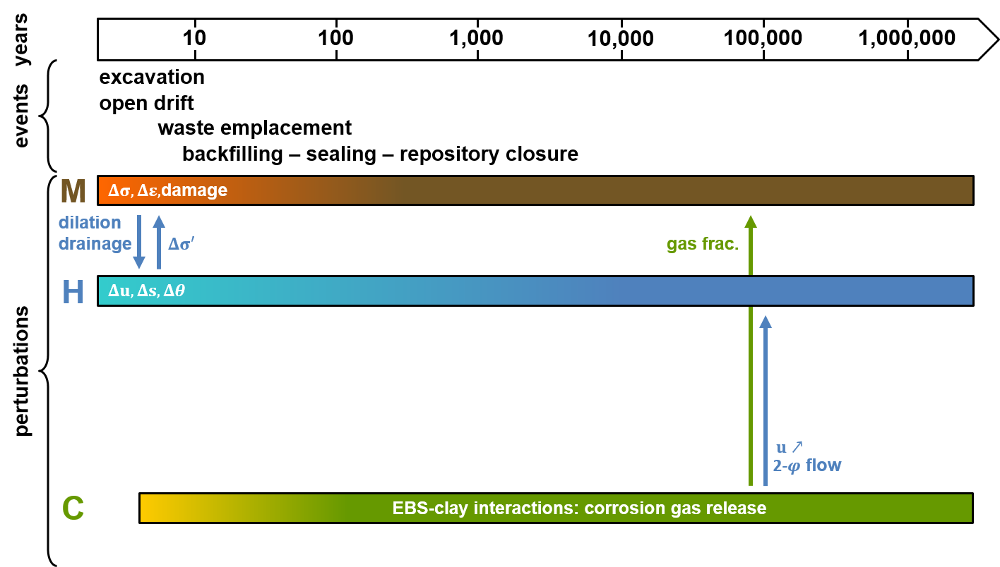 years
10 100 1,000 10,000 100,000 1,000,000
events
excavation
open drift
waste emplacement
backfilling – sealing – repository closure
perturbations
M
Δσ, Δε,damage
dilation
drainage
Δσ′
gas frac.
H
Δu, Δs, Δθ
u ↗
2-φ flow
C
EBS-clay interactions: corrosion gas release